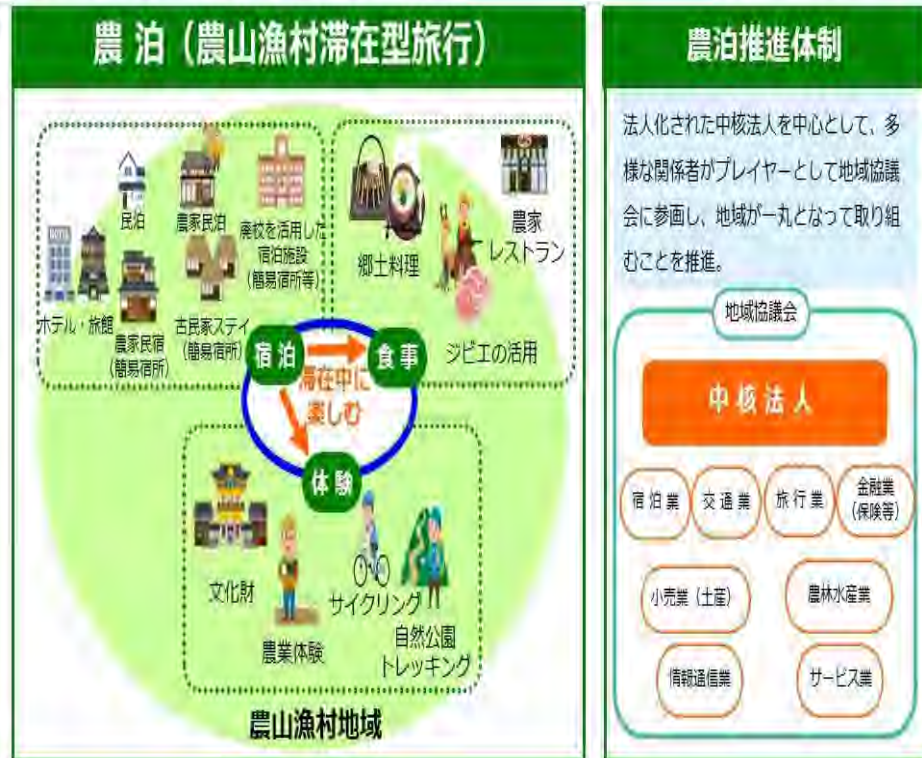 農 泊（農山漁村滞在型旅行）
民泊
農家民泊
廃校を活用した
宿泊施設
（簡易宿所等）
HOTEL
ホテル・旅館
農家民宿
（簡易宿所）
古民家ステイ
（簡易宿所）
郷土料理
農家
レストラン
ジビエの活用
宿 泊
食 事
滞在中に
楽しむ
体 験
文化財
農業体験
サイクリング
自然公園
トレッキング
農山漁村地域
農泊推進体制
法人化された中核法人を中心として、多
様な関係者がプレイヤーとして地域協議
会に参画し、地域が一丸となって取り組
むことを推進。
地域協議会
中 核 法 人
宿 泊 業
交 通 業
旅 行 業
金融業
（保険等）
小売業（土産）
農林水産業
情報通信業
サービス業